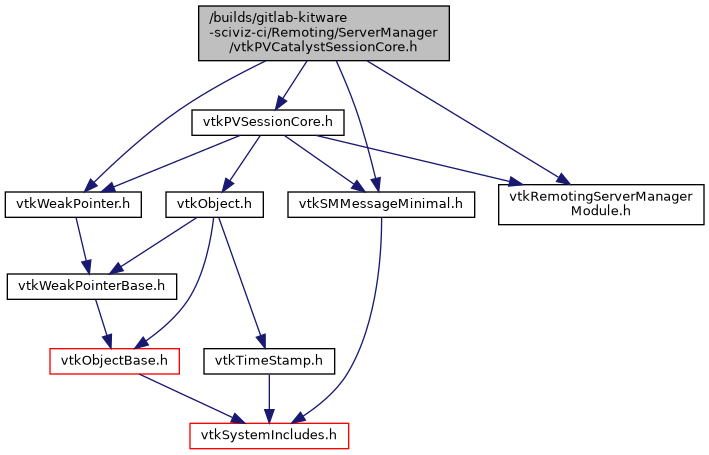 /builds/gitlab-kitware
-sciviz-ci/Remoting/ServerManager
/vtkPVCatalystSessionCore.h
vtkPVSessionCore.h
vtkWeakPointer.h
vtkObject.h
vtkSMMessageMinimal.h
vtkRemotingServerManager
Module.h
vtkWeakPointerBase.h
vtkObjectBase.h
vtkTimeStamp.h
vtkSystemIncludes.h